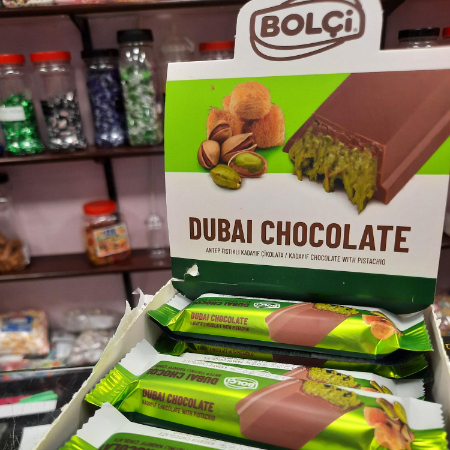 BOLÇi
DUBAI CHOCOLATE
ANTEP FISTIKLI KADAYIF ÇİKOLATA / KADAYIF CHOCOLATE WITH PISTACHIO
BOLÇi
DUBAI CHOCOLATE
KADAYIF CHOCOLATE WITH PISTACHIO
BOLÇi
DUBAI CHOCOLATE
KADAYIF CHOCOLATE WITH PISTACHIO